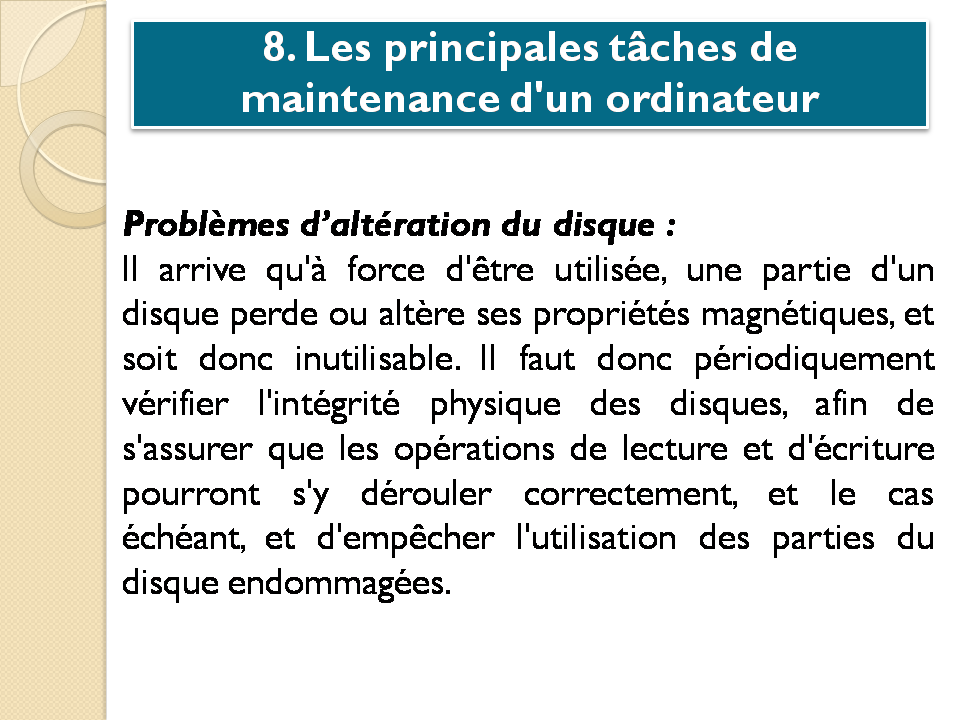 8. Les principales tâches de
maintenance d'un ordinateur
Problèmes d’altération du disque :
Il arrive qu'à force d'être utilisée, une partie d'un
disque perde ou altère ses propriétés magnétiques, et
soit donc inutilisable. Il faut donc périodiquement
vérifier l'intégrité physique des disques, afin de
s'assurer que les opérations de lecture et d'écriture
pourront s'y dérouler correctement, et le cas
échéant, et d'empêcher l'utilisation des parties du
disque endommagées.